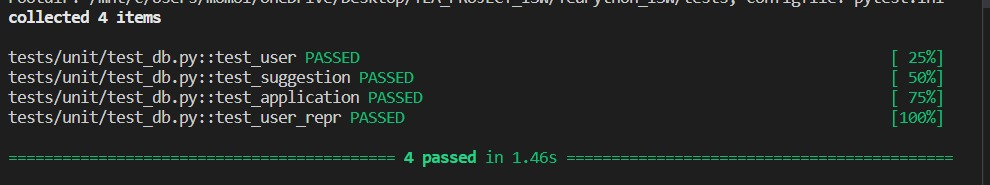 collected 4 items
tests/unit/test_db.py::test_user PASSED [ 25%]
tests/unit/test_db.py::test_suggestion PASSED [ 50%]
tests/unit/test_db.py::test_application PASSED [ 75%]
tests/unit/test_db.py::test_user_repr PASSED [100%]
4 passed in 1.46s